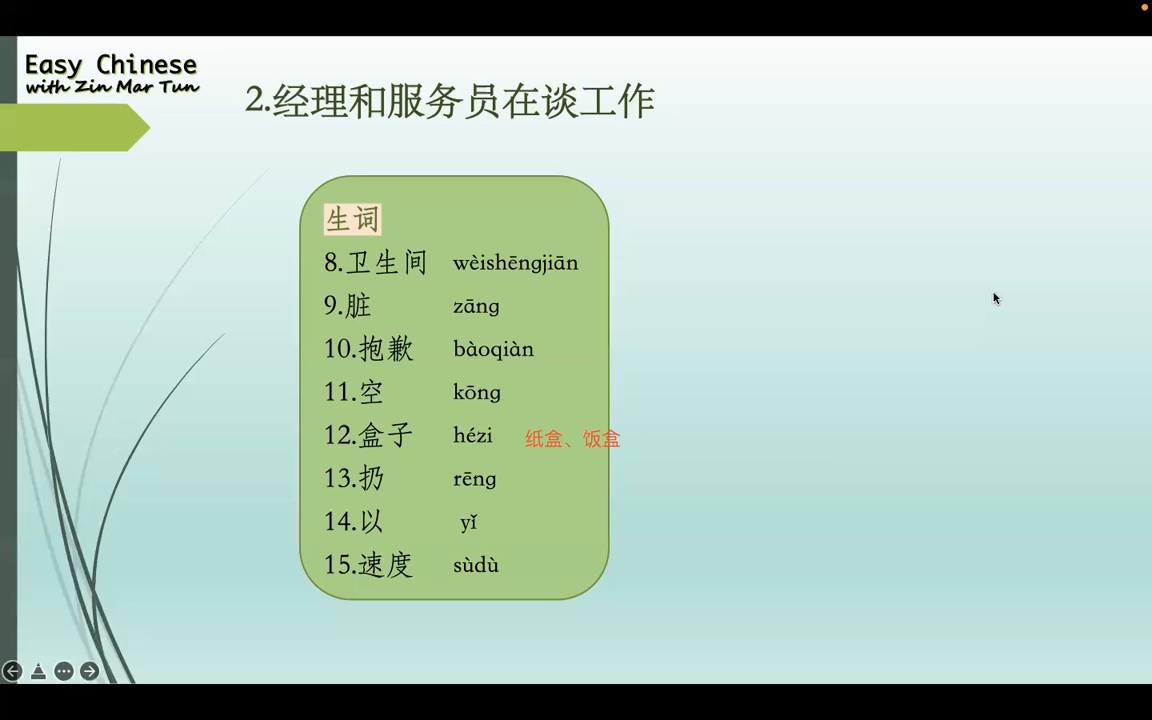 Easy Chinese
with Zin Mar Tun
2.经理和服务员在谈工作
生词
8.卫生间 wèishēngjiān
9.脏 zāng
10.抱歉 bàoqiàn
11.空 kōng
12.盒子 hézi 纸盒、饭盒
13.扔 rēng
14.以 yǐ
15.速度 sùdù